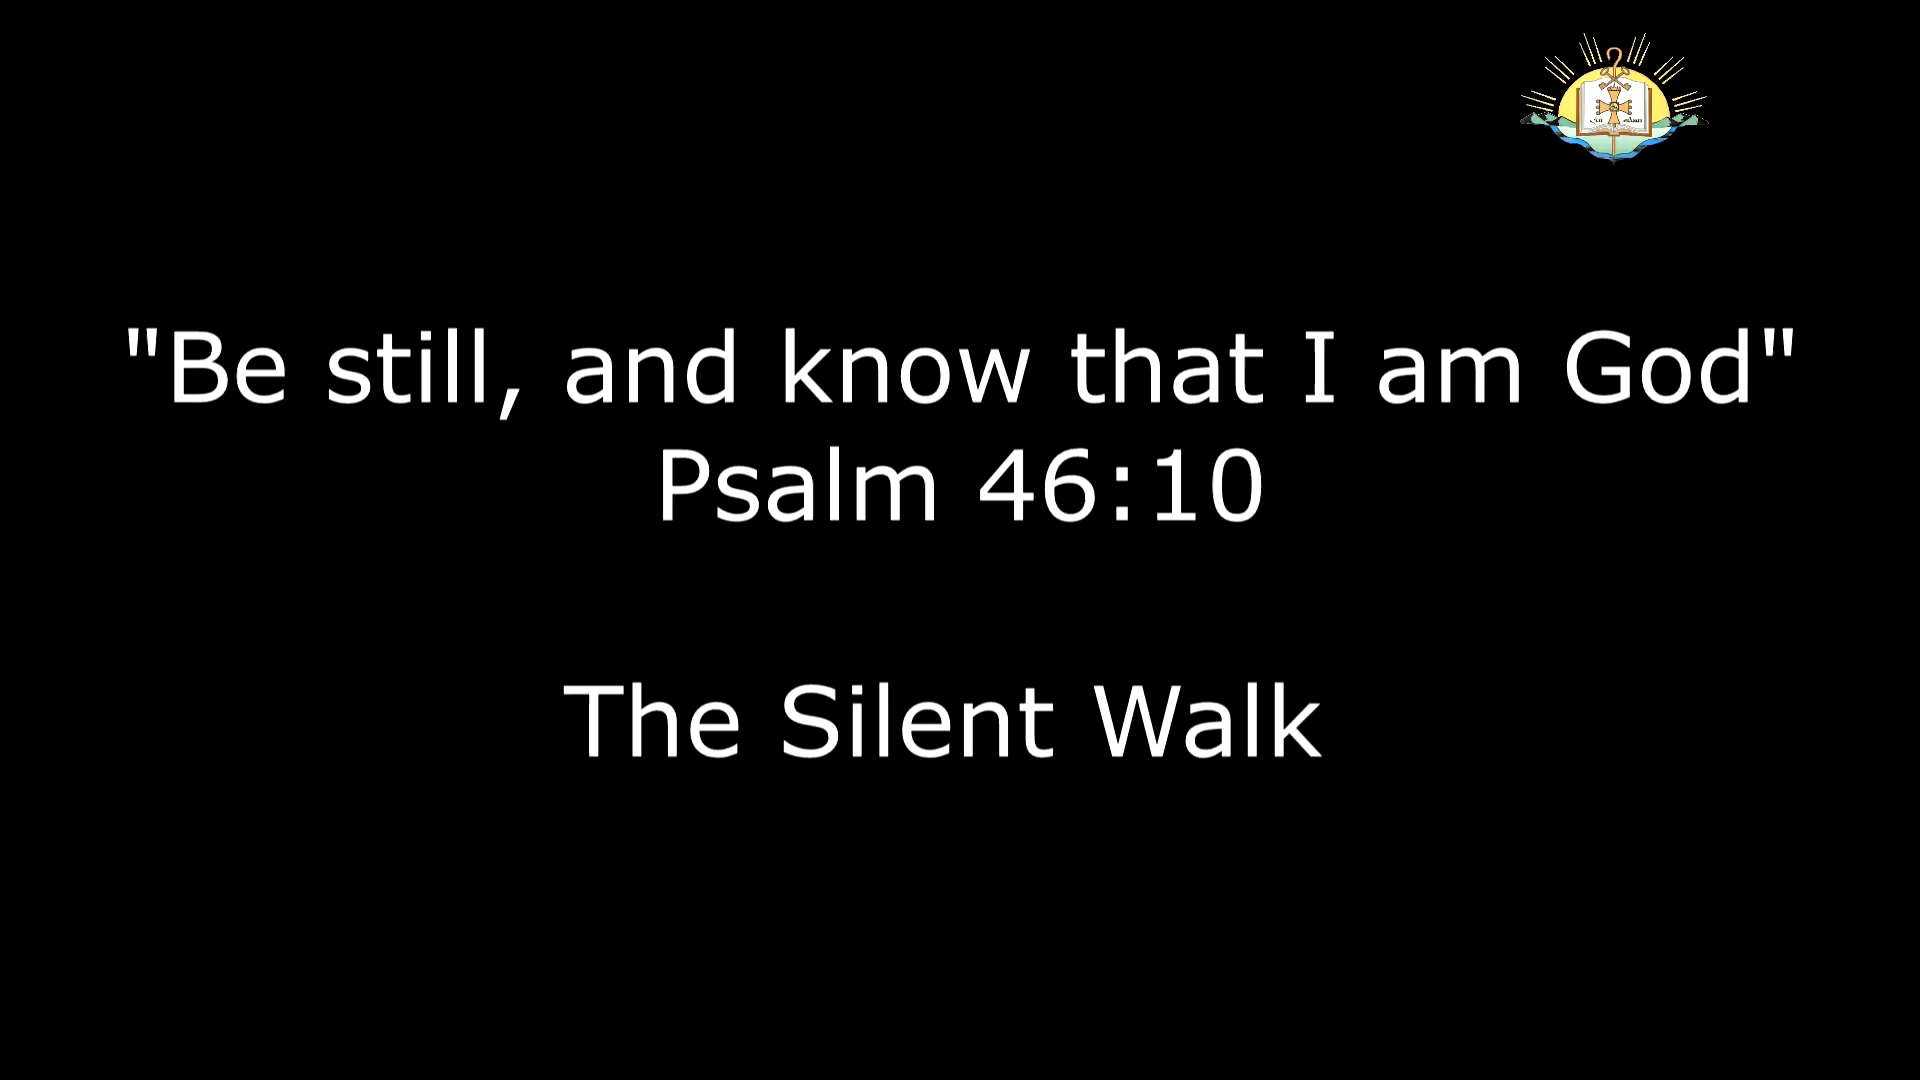 "Be still, and know that I am God"
Psalm 46:10
The Silent Walk